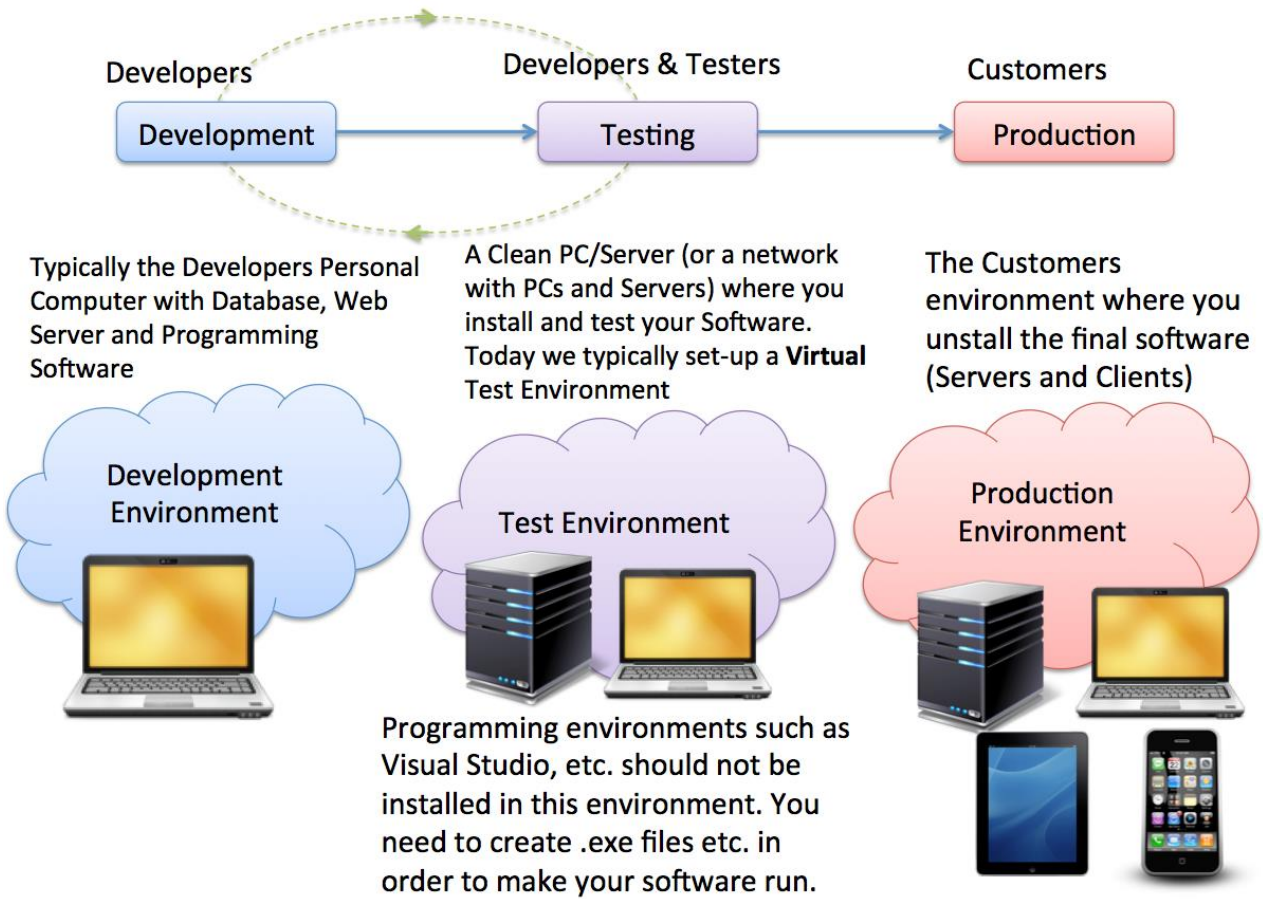 Developers
Developers & Testers
Customers
Development
Testing
Production
Typically the Developers Personal
Computer with Database, Web
Server and Programming
Software
A Clean PC/Server (or a network
with PCs and Servers) where you
install and test your Software.
Today we typically set-up a Virtual
Test Environment
The Customers
environment where you
unstall the final software
(Servers and Clients)
Development
Environment
Test Environment
Production
Environment
Programming environments such as
Visual Studio, etc. should not be
installed in this environment. You
need to create .exe files etc. in
order to make your software run.